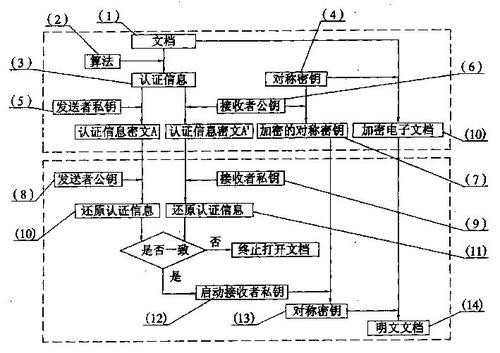 (1)
文档
(2)
(4)
算法
(3)
认证信息
对称密钥
(6)
(5)
发送者私钥
接收者公钥
认证信息密文A
认证信息密文A'
加密的对称密钥
加密电子文档
(10)
(7)
(8)
发送者公钥
接收者私钥
(9)
(10)
还原认证信息
还原认证信息
(11)
是否一致
否
终止打开文档
是
启动接收者私钥
(12)
(13)
对称密钥
(14)
明文文档